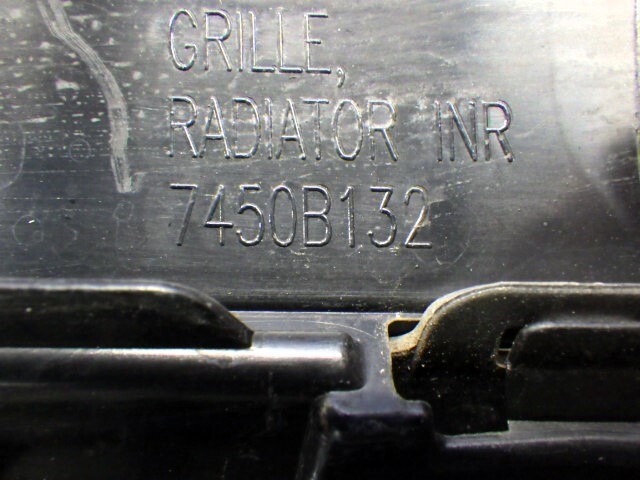 GRILLE,
RADIATOR INR
7450B132